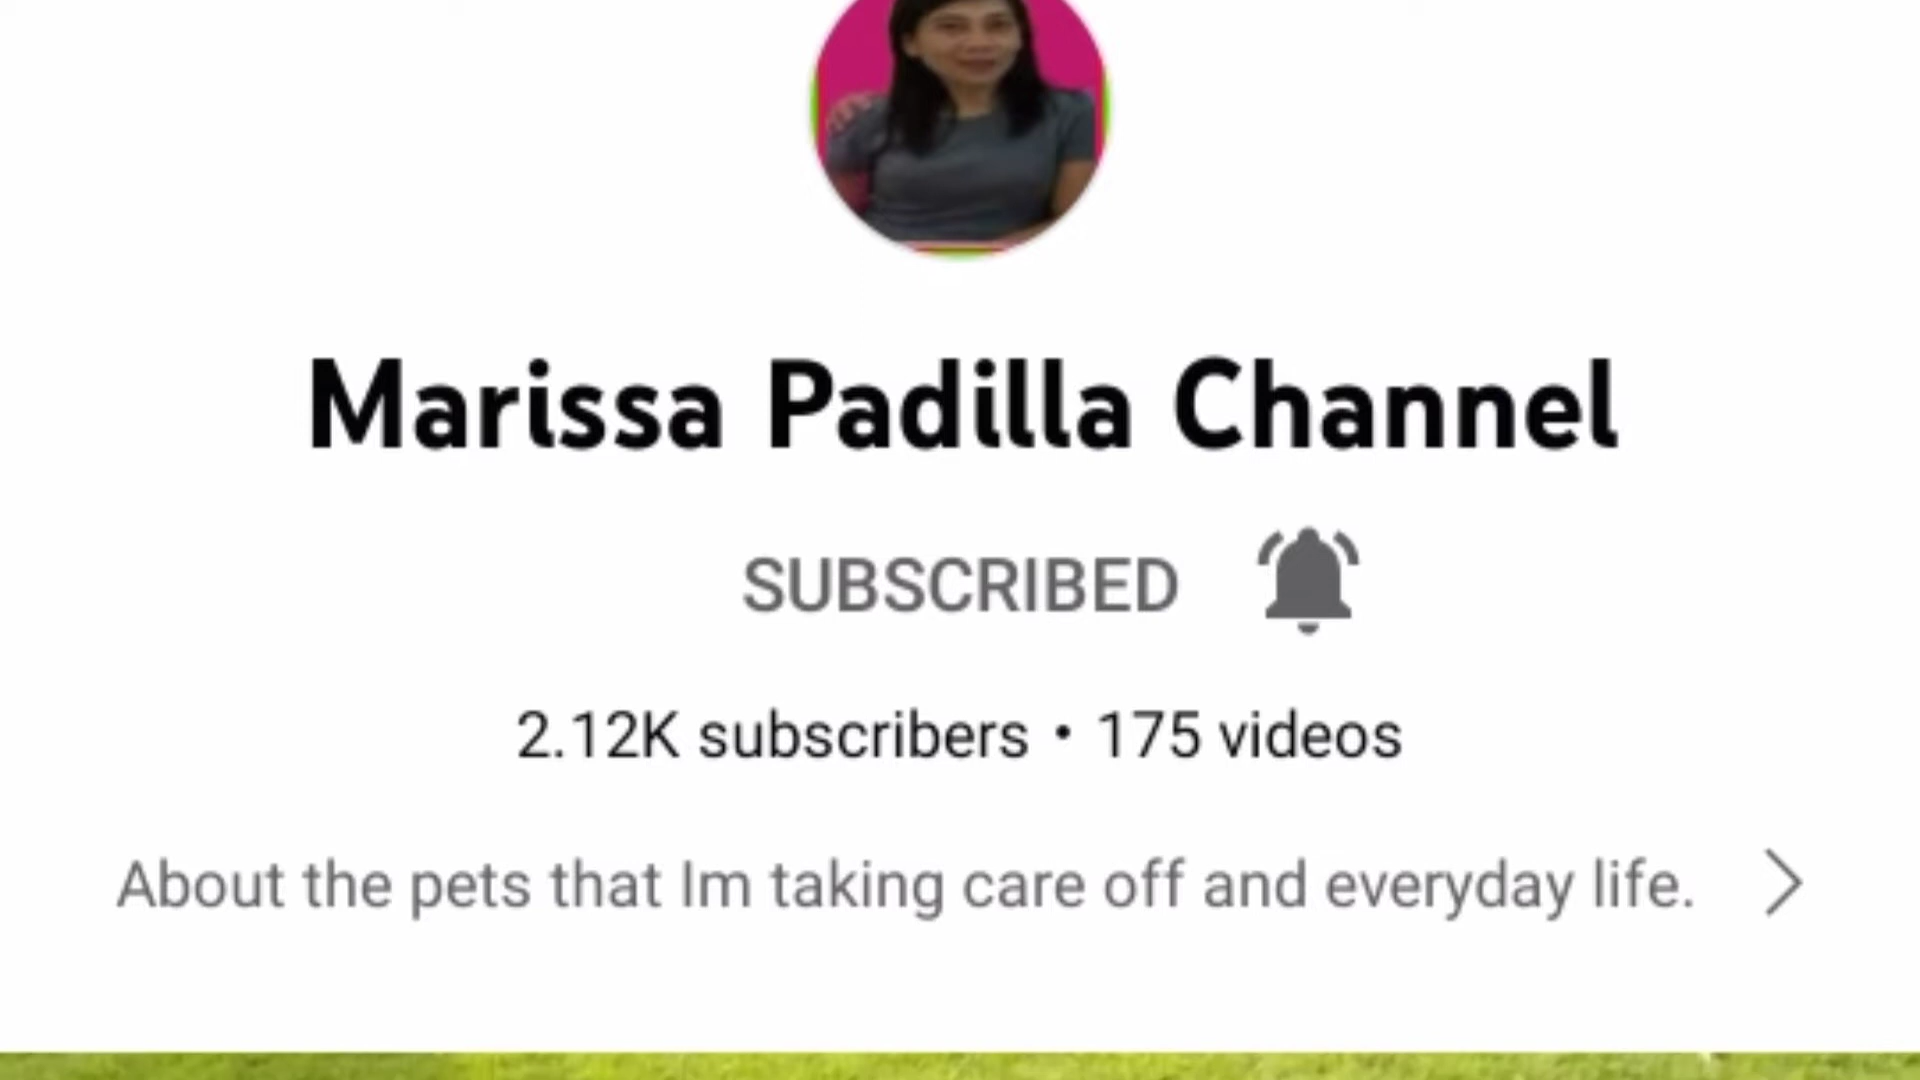 Marissa Padilla Channel
SUBSCRIBED
2.12K subscribers • 175 videos
About the pets that Im taking care off and everyday life.